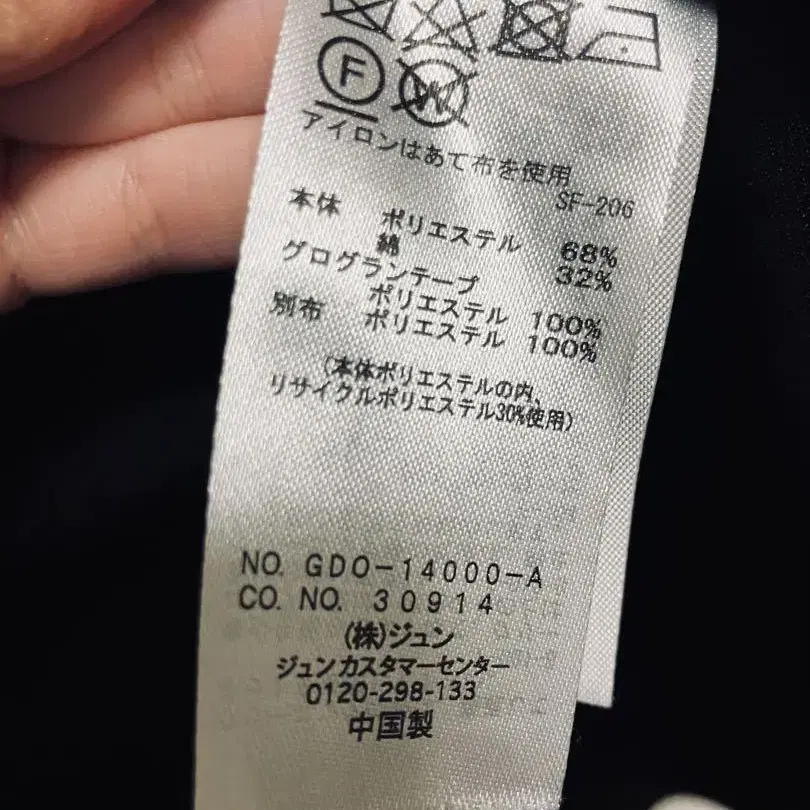 F
W
アイロンはあて布を使用
SF-206
本体 ポリエステル 68%
綿 32%
グログランテープ
ポリエステル 100%
別布 ポリエステル 100%
(本体ポリエステルの内、
リサイクルポリエステル30%使用)
NO. GDO-14000-A
CO. NO. 30914
(株)ジュン
ジュンカスタマーセンター
0120-298-133
中国製